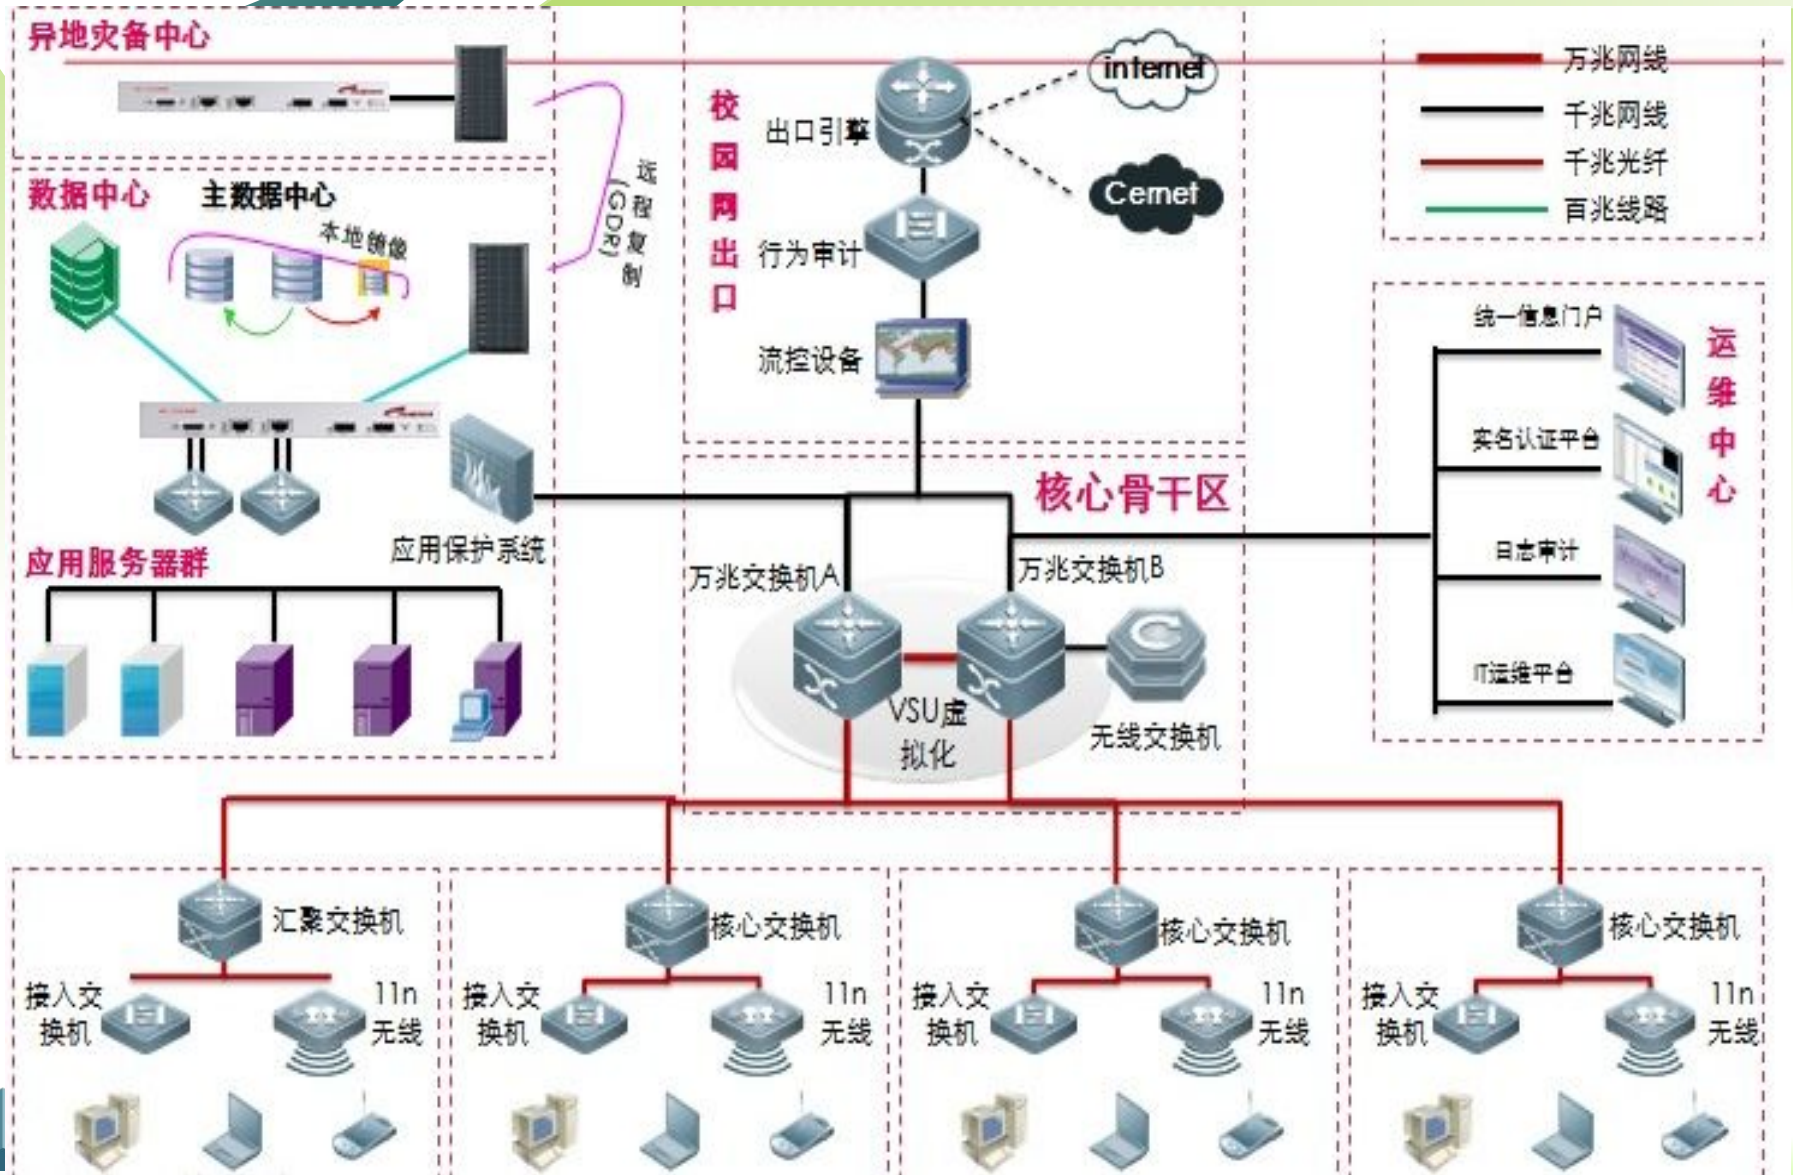 异地灾备中心
数据中心
主数据中心
本地镜像
远程复制
(GDR)
应用保护系统
应用服务器群
校园网出口
出口引擎
internet
Cernet
行为审计
流控设备
万兆网线
千兆网线
千兆光纤
百兆线路
统一信息门户
实名认证平台
日志审计
IT运维平台
运维中心
核心骨干区
万兆交换机A
万兆交换机B
VSU虚
拟化
无线交换机
汇聚交换机
接入交
换机
11n
无线
核心交换机
接入交
换机
11n
无线
核心交换机
接入交
换机
11n
无线
核心交换机
接入交
换机
11n
无线